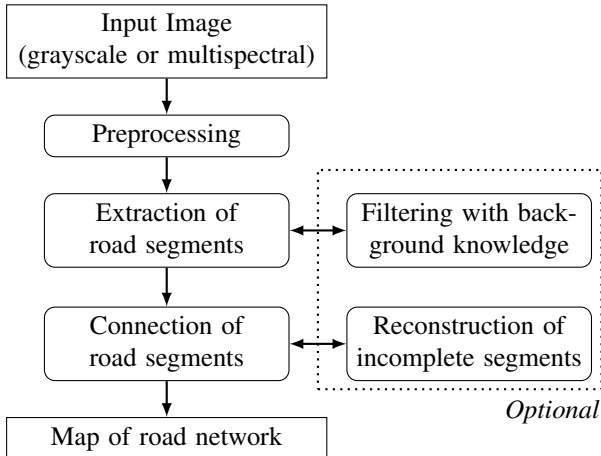 Input Image
(grayscale or multispectral)
Preprocessing
Extraction of
road segments
Filtering with back-
ground knowledge
Connection of
road segments
Reconstruction of
incomplete segments
Optional
Map of road network